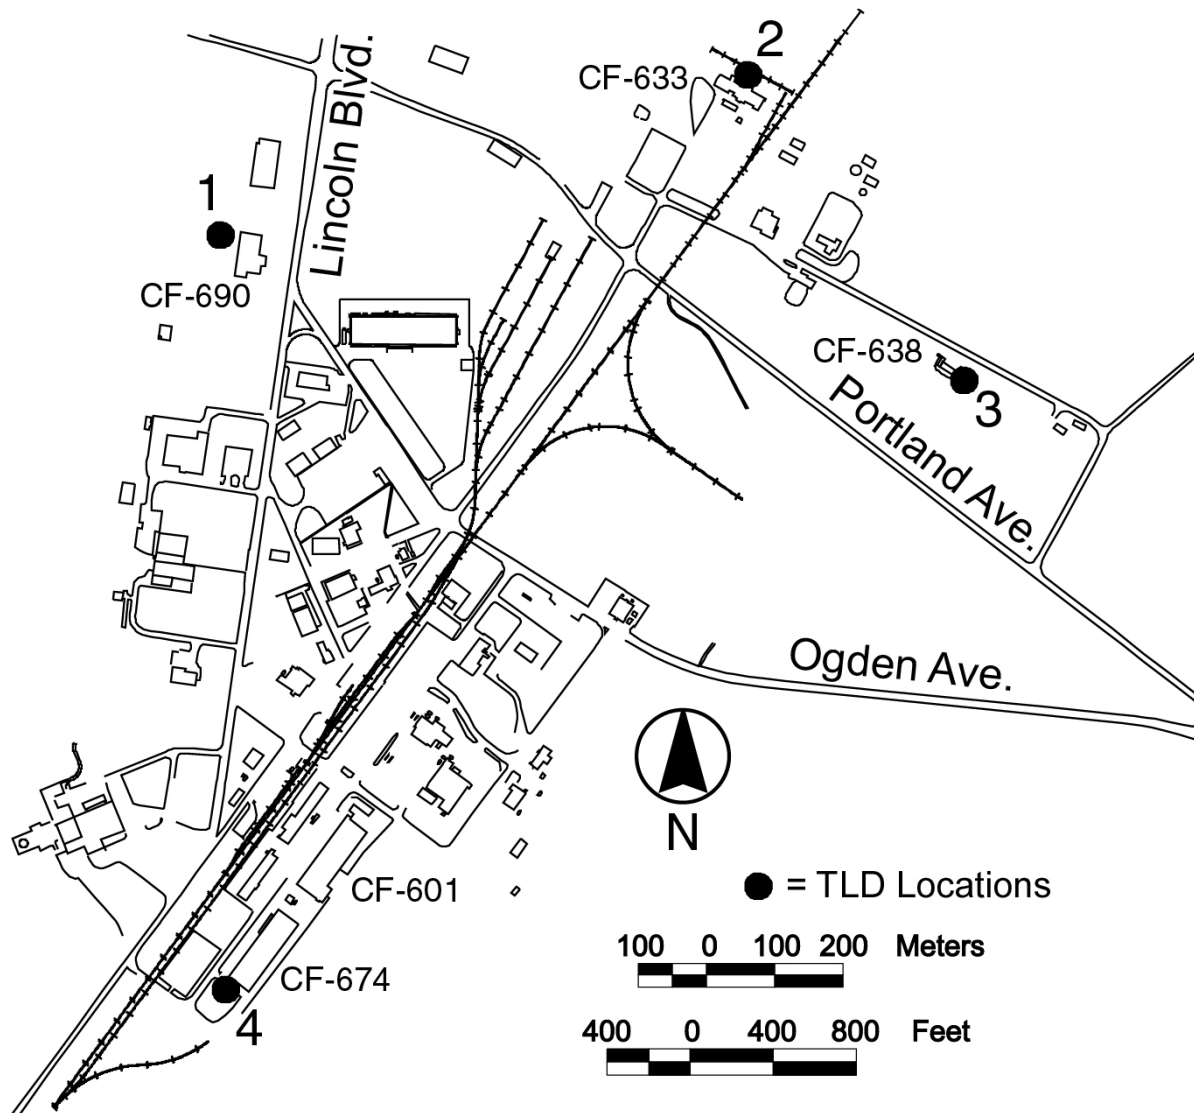 2
CF-633
Lincoln Blvd.
1
CF-690
CF-638
3
Portland Ave.
Ogden Ave.
N
= TLD Locations
CF-601
100 0 100 200 Meters
CF-674
4
400 0 400 800 Feet